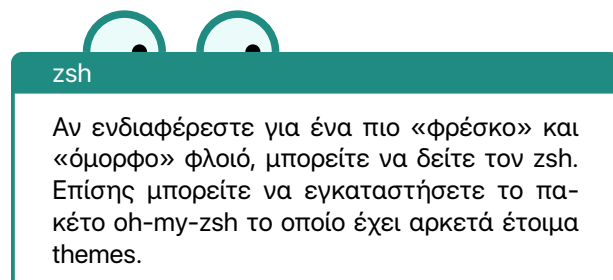 zsh
Αν ενδιαφέρεστε για ένα πιο «φρέσκο» και
«όμορφο» φλοιό, μπορείτε να δείτε τον zsh.
Επίσης μπορείτε να εγκαταστήσετε το πα-
κέτο oh-my-zsh το οποίο έχει αρκετά έτοιμα
themes.